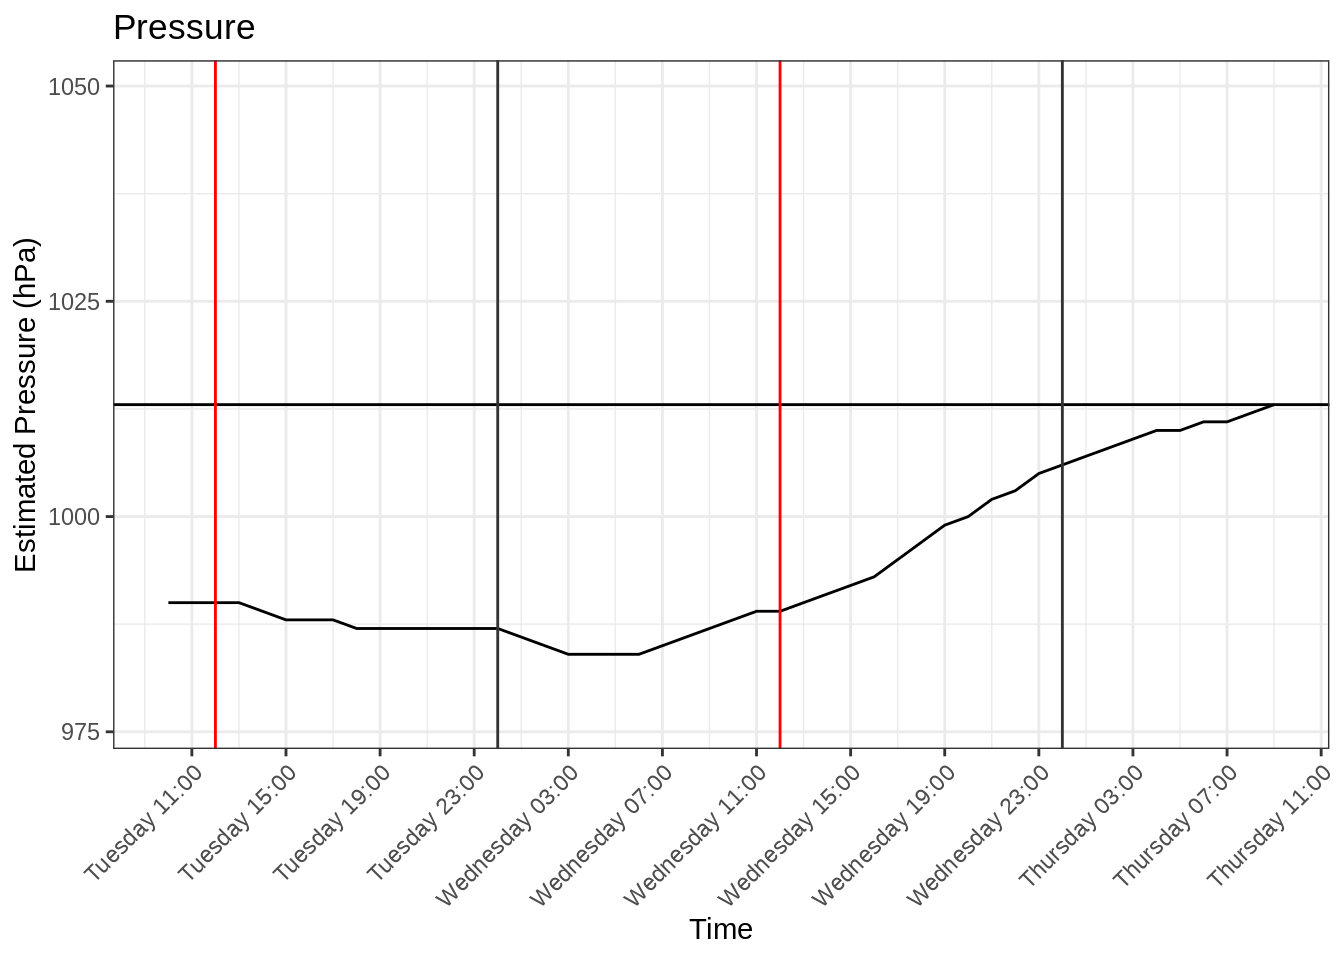 Pressure
Estimated Pressure (hPa)
1050
1025
1000
975
Tuesday 11:00
Tuesday 15:00
Tuesday 19:00
Tuesday 23:00
Wednesday 03:00
Wednesday 07:00
Wednesday 11:00
Wednesday 15:00
Wednesday 19:00
Wednesday 23:00
Thursday 03:00
Thursday 07:00
Thursday 11:00
Time